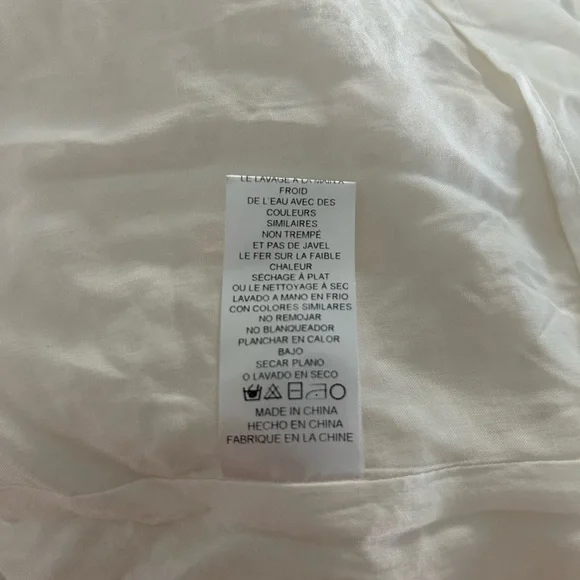 LE LAVAGE A LA MAIN A
FROID
DE L'EAU AVEC DES
COULEURS
SIMILAIRES
NON TREMPÉ
ET PAS DE JAVEL
LE FER SUR LA FAIBLE
CHALEUR
SÉCHAGE À PLAT
OU LE NETTOYAGE À SEC
LAVADO A MANO EN FRIO
CON COLORES SIMILARES
NO REMOJAR
NO BLANQUEADOR
PLANCHAR EN CALOR
BAJO
SECAR PLANO
O LAVADO EN SECO
MADE IN CHINA
HECHO EN CHINA
FABRIQUE EN LA CHINE